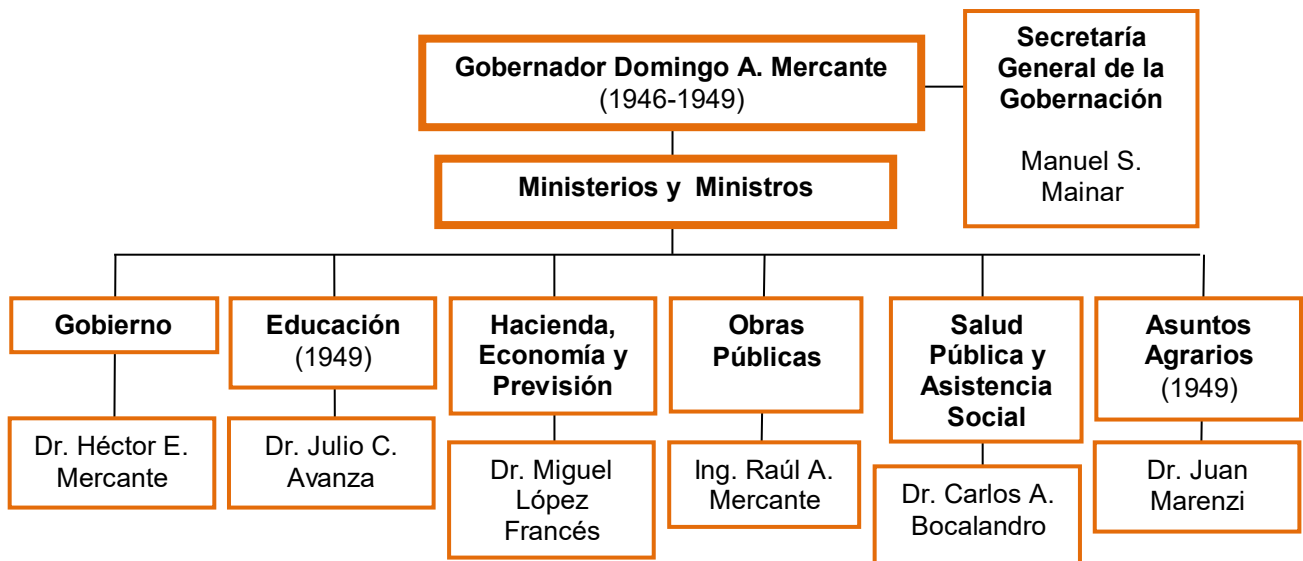 Gobernador Domingo A. Mercante
(1946-1949)
Secretaría
General de la
Gobernación
Manuel S.
Mainar
Ministerios y Ministros
Gobierno
Dr. Héctor E.
Mercante
Educación
(1949)
Dr. Julio C.
Avanza
Hacienda,
Economía y
Previsión
Dr. Miguel
López
Francés
Obras
Públicas
Ing. Raúl A.
Mercante
Salud
Pública y
Asistencia
Social
Dr. Carlos A.
Bocalandro
Asuntos
Agrarios
(1949)
Dr. Juan
Marenzi